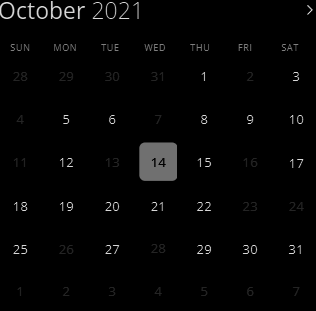 October 2021
SUN MON TUE WED THU FRI SAT
28 29 30 31 1 2 3
4 5 6 7 8 9 10
11 12 13 14 15 16 17
18 19 20 21 22 23 24
25 26 27 28 29 30 31
1 2 3 4 5 6 7